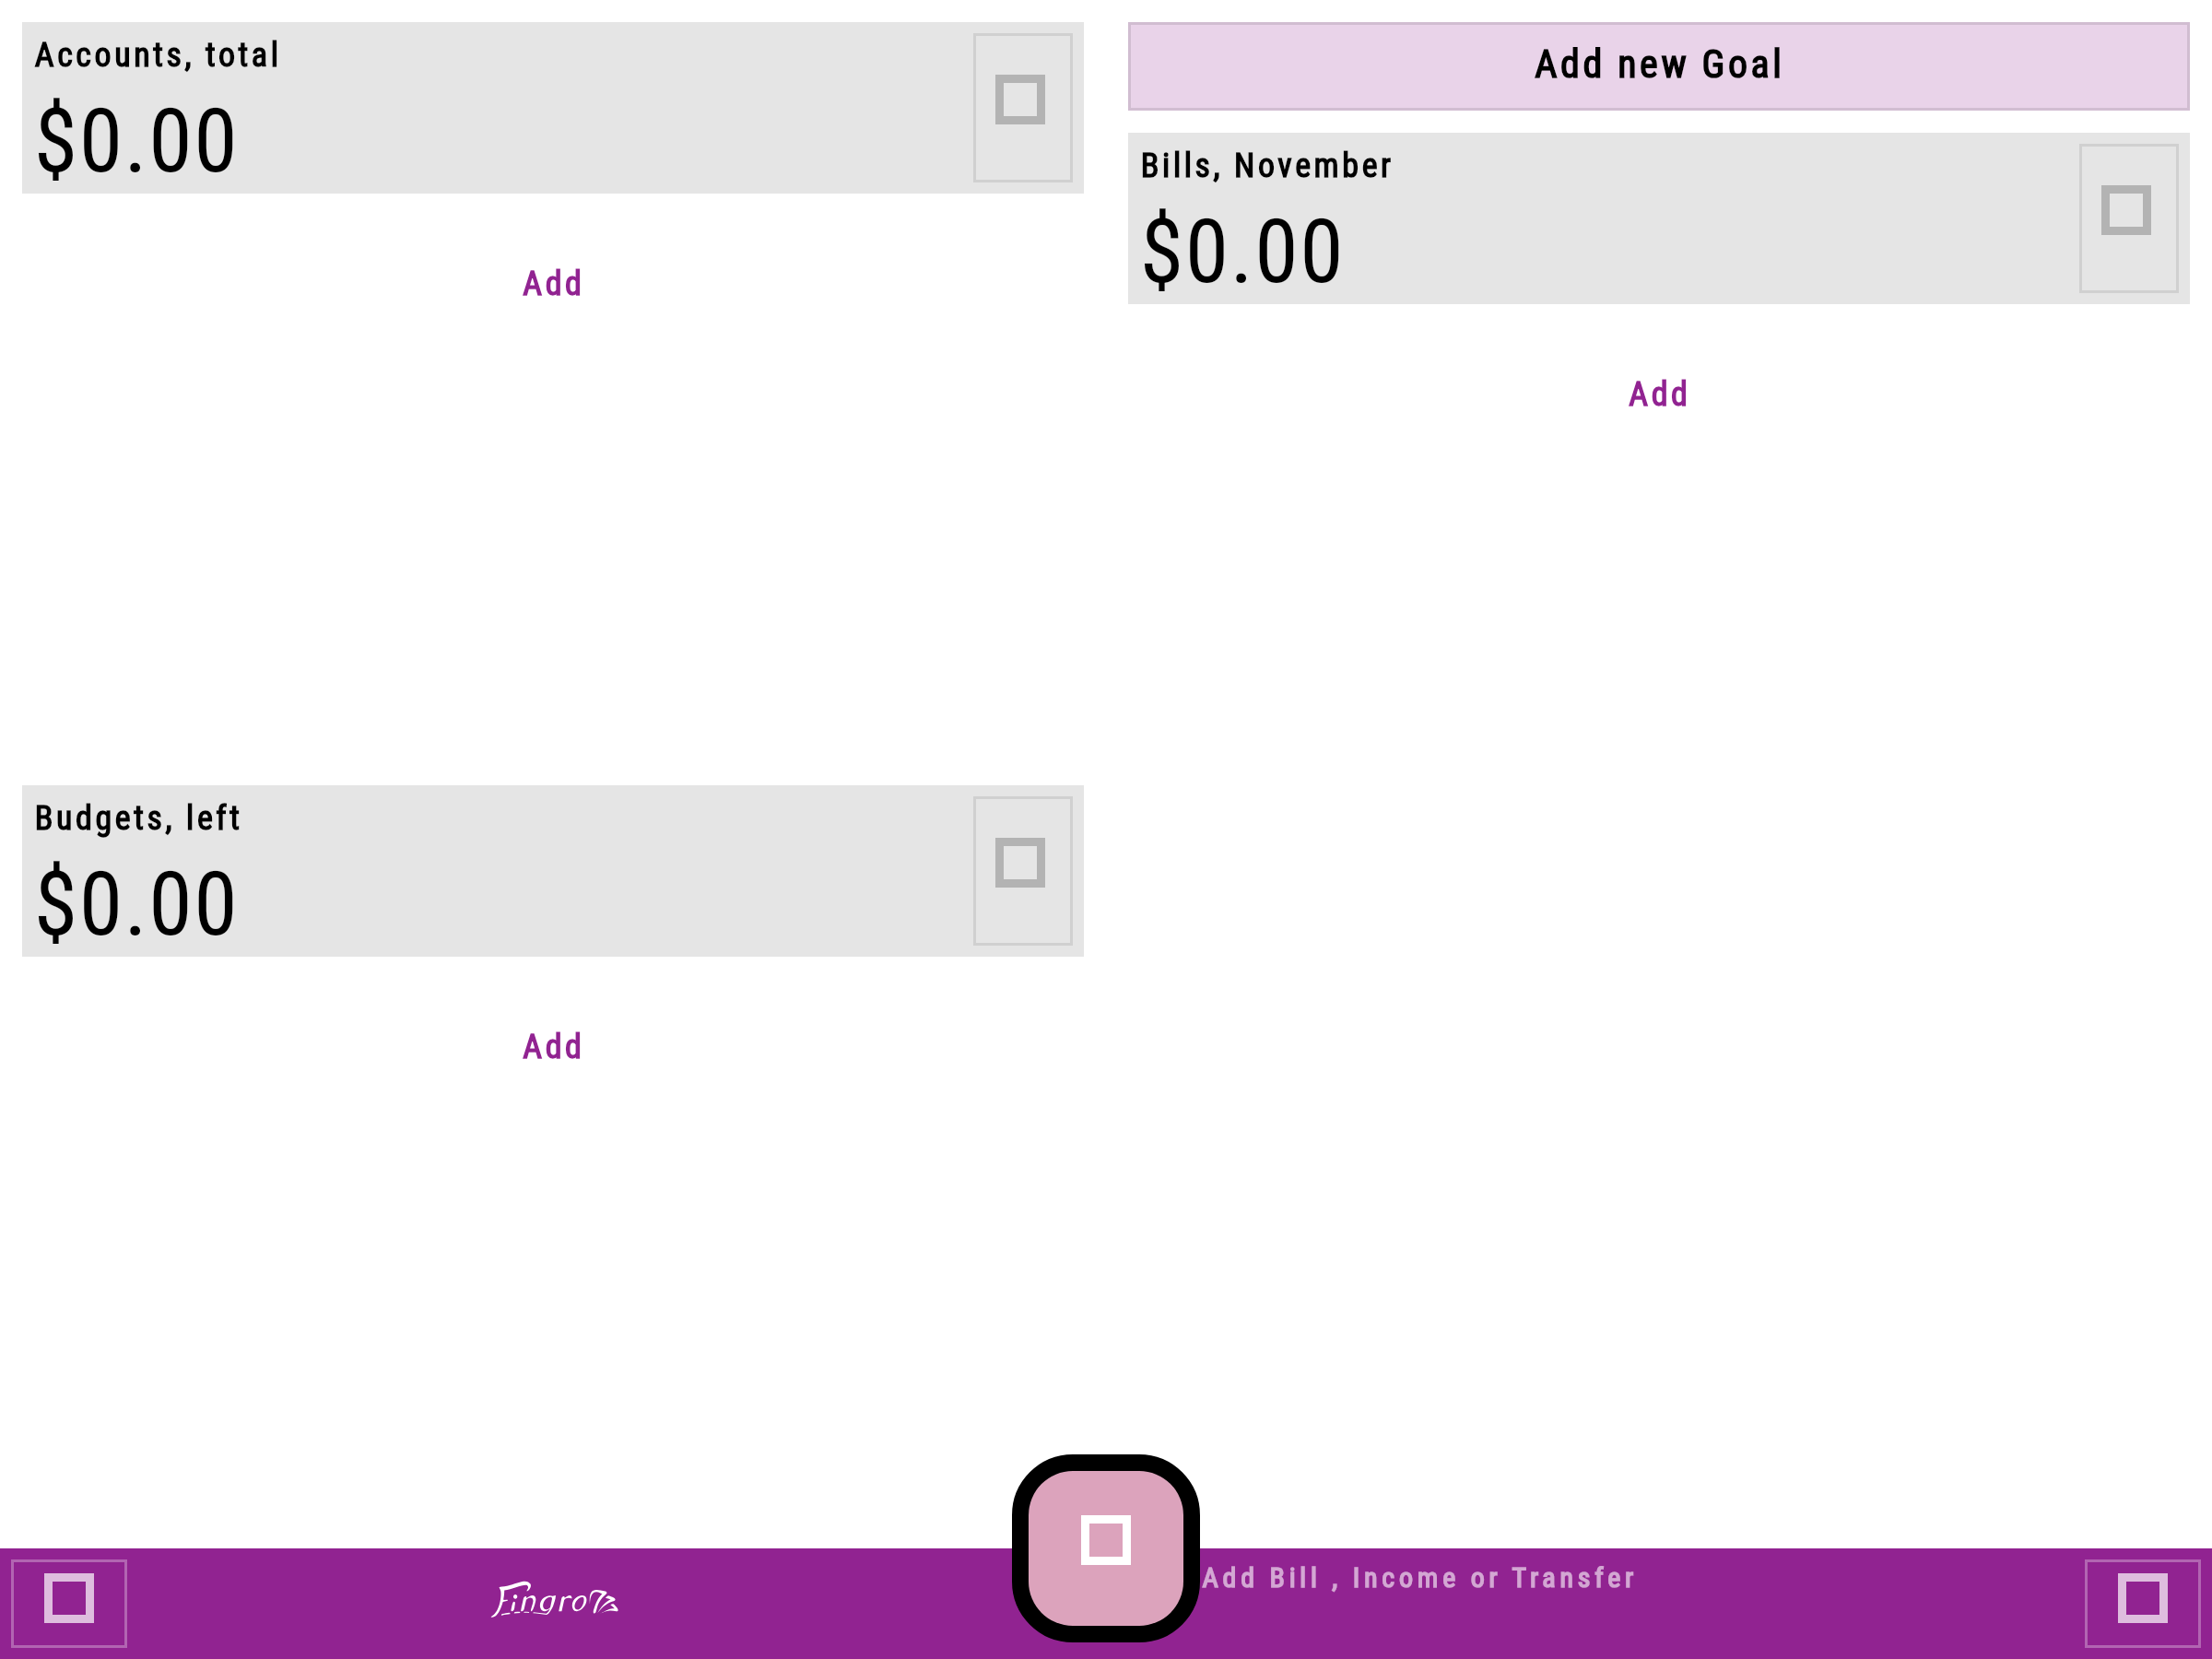 Accounts, total
$0.00
Add
Budgets, left
$0.00
Add
Add new Goal
Bills, November
$0.00
Add
Add Bill , Income or Transfer